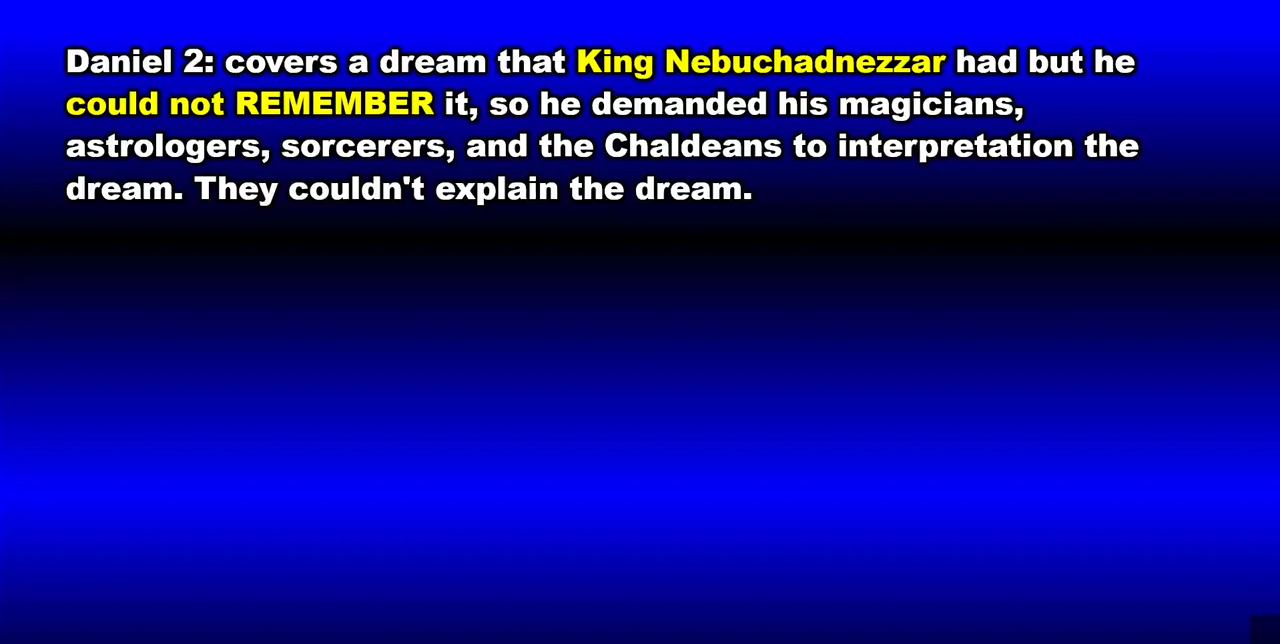 Daniel 2: covers a dream that King Nebuchadnezzar had but he
could not REMEMBER it, so he demanded his magicians,
astrologers, sorcerers, and the Chaldeans to interpretation the
dream. They couldn't explain the dream.